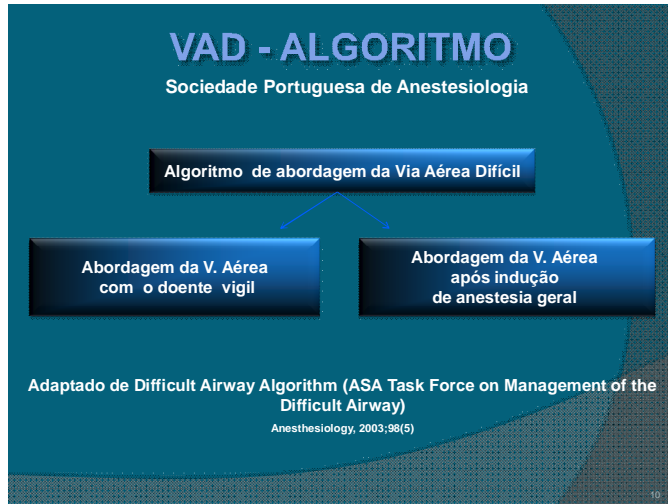 VAD - ALGORITMO
Sociedade Portuguesa de Anestesiologia
Algoritmo de abordagem da Via Aérea Difícil
Abordagem da V. Aérea
com o doente vigil
Abordagem da V. Aérea
após indução
de anestesia geral
Adaptado de Difficult Airway Algorithm (ASA Task Force on Management of the
Difficult Airway)
Anesthesiology, 2003;98(5)
10